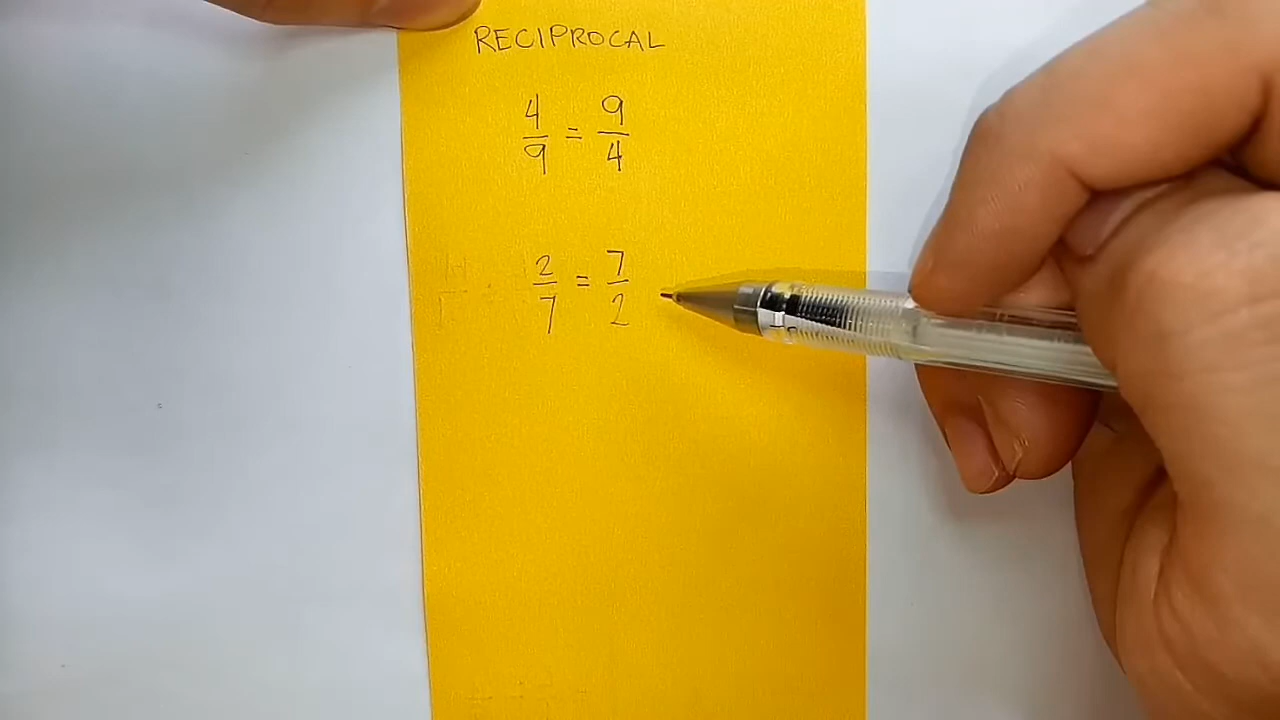 RECIPROCAL
4/9 = 9/4
2/7 = 7/2